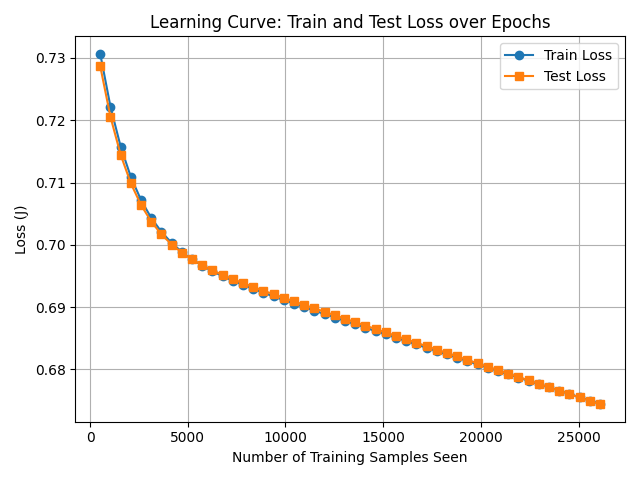 Learning Curve: Train and Test Loss over Epochs
Train Loss
Test Loss
Loss (J)
0.73
0.72
0.71
0.70
0.69
0.68
0
5000
10000
15000
20000
25000
Number of Training Samples Seen